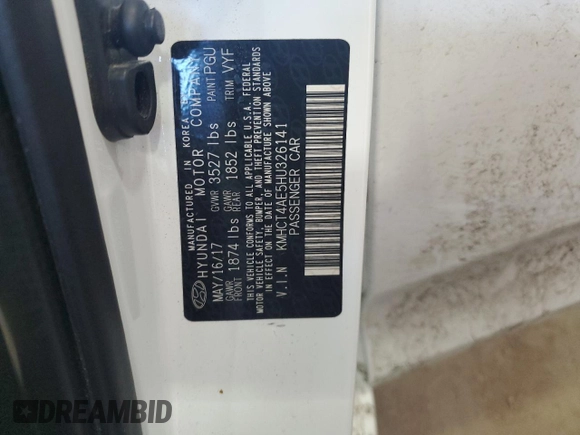 MANUFACTURED IN KOREA
HYUNDAI MOTOR COMPANY
MAY/16/17 GVWR 3527 lbs PAINT PGU
GAWR FRONT 1874 lbs GAWR REAR 1852 lbs TRIM VYF
THIS VEHICLE CONFORMS TO ALL APPLICABLE U.S.A. FEDERAL
MOTOR VEHICLE SAFETY, BUMPER, AND THEFT PREVENTION STANDARDS
IN EFFECT ON THE DATE OF MANUFACTURE SHOWN ABOVE
V.I.N KMHCT4AE5HU326141
PASSENGER CAR
DREAMBID